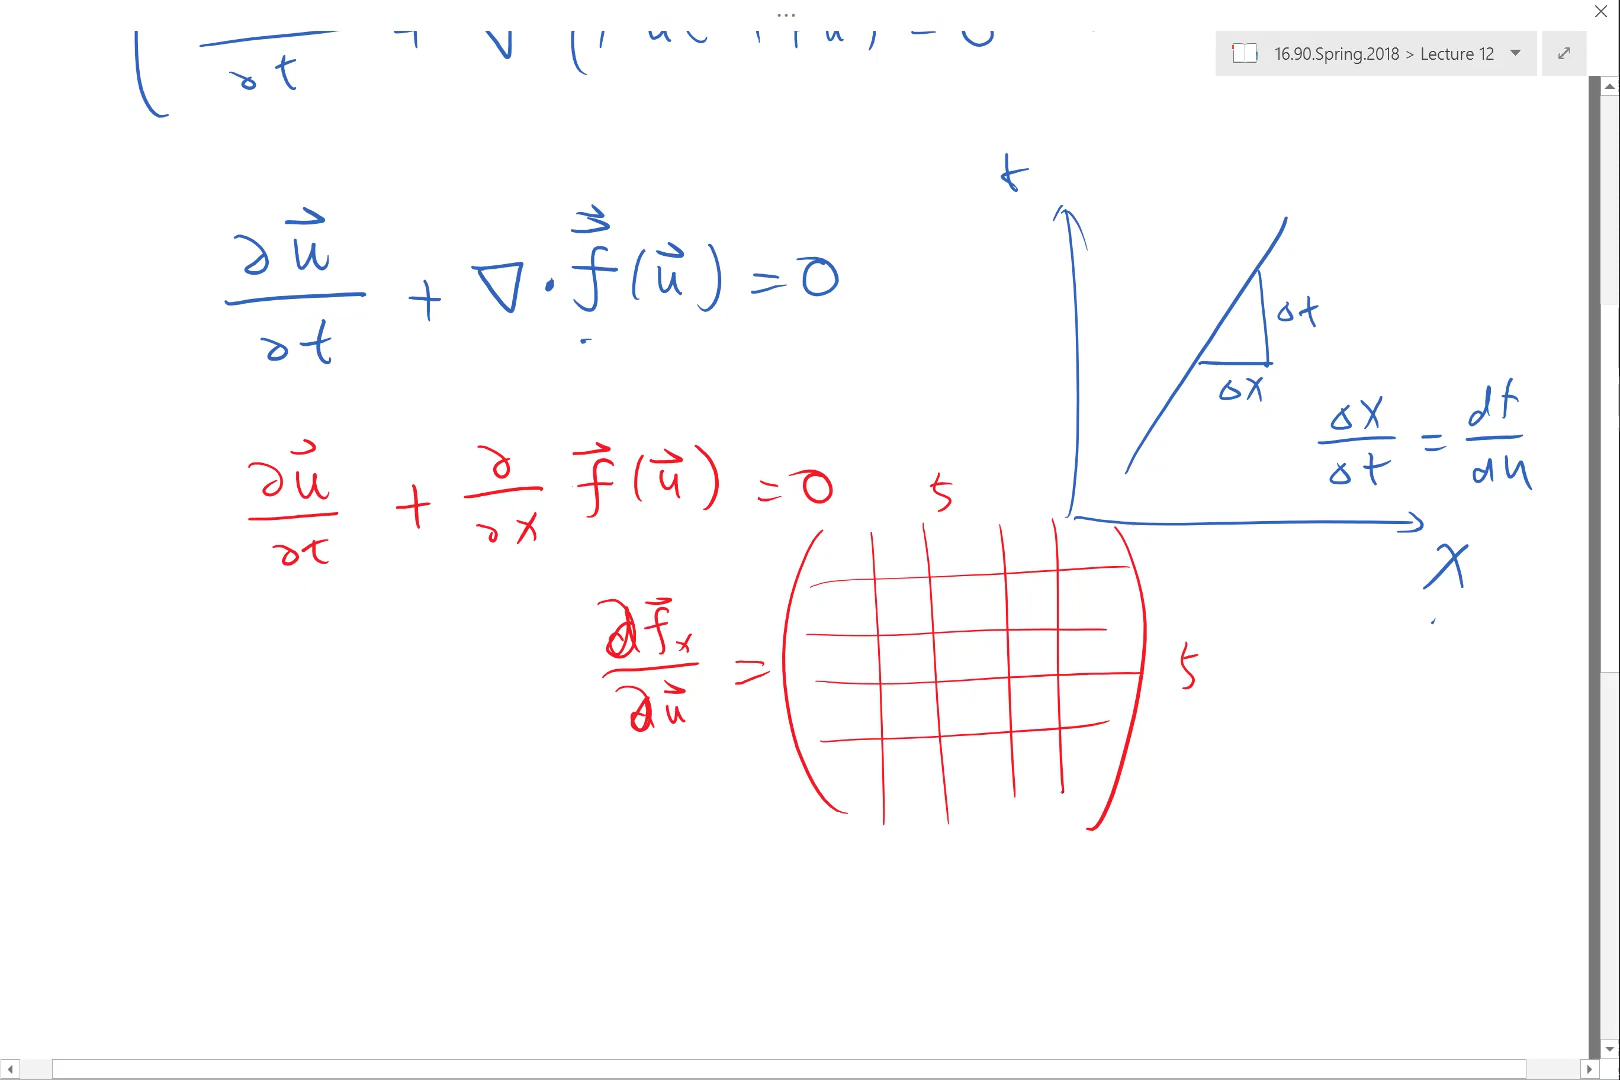 16.90.Spring.2018 > Lecture 12
∂t
t
∂u⃗/∂t + ∇·f⃗(u⃗) = 0
Δt
Δx
Δx/Δt = df/du
∂u⃗/∂t + ∂/∂x f⃗(u⃗) = 0
5
x
∂f⃗x/∂u⃗ = ( )
5